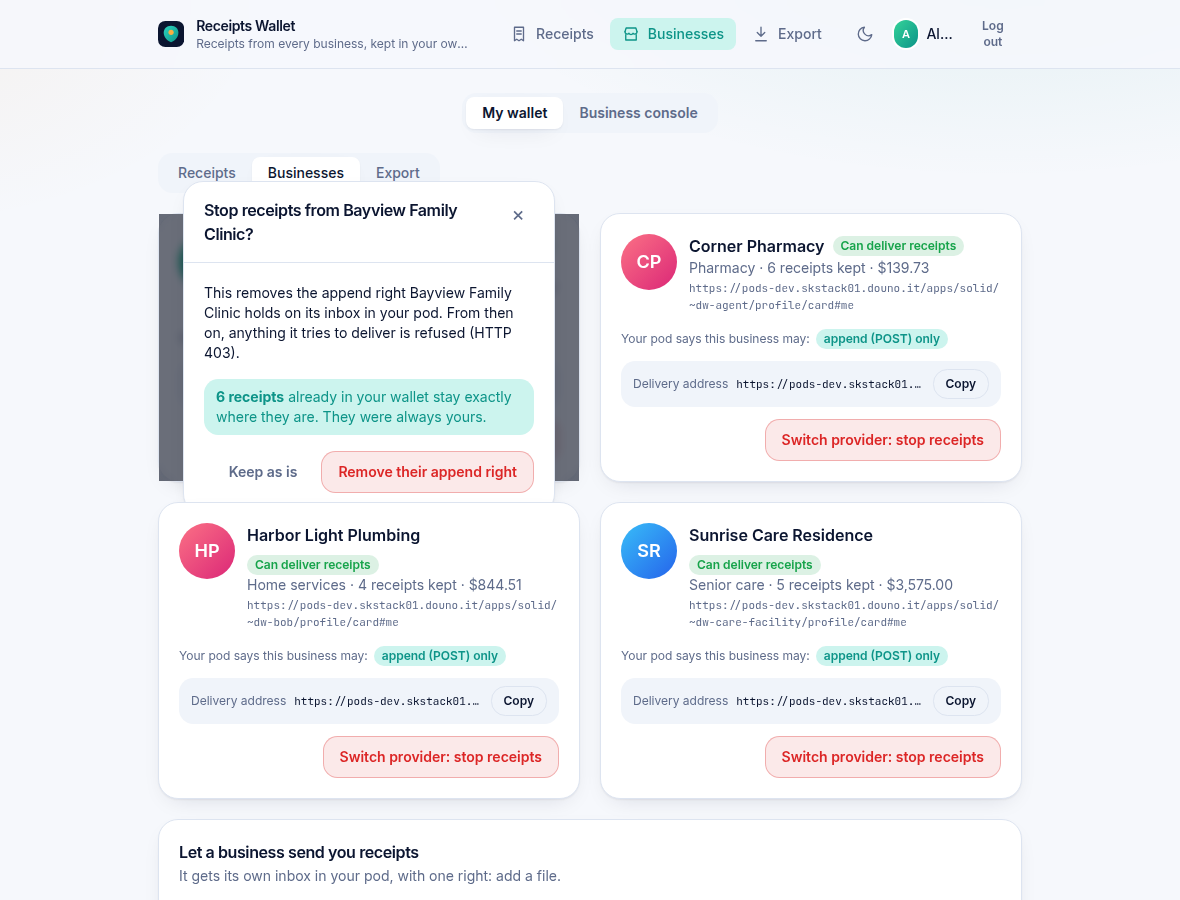 Receipts Wallet
Receipts from every business, kept in your ow...
Receipts
Businesses
Export
A
Al...
Log
out
My wallet
Business console
Receipts
Businesses
Export
Stop receipts from Bayview Family
Clinic?
This removes the append right Bayview Family
Clinic holds on its inbox in your pod. From then
on, anything it tries to deliver is refused (HTTP
403).
6 receipts already in your wallet stay exactly
where they are. They were always yours.
Keep as is
Remove their append right
CP
Corner Pharmacy
Can deliver receipts
Pharmacy · 6 receipts kept · $139.73
https://pods-dev.skstack01.douno.it/apps/solid/
~dw-agent/profile/card#me
Your pod says this business may: append (POST) only
Delivery address https://pods-dev.skstack01.… Copy
Switch provider: stop receipts
HP
Harbor Light Plumbing
Can deliver receipts
Home services · 4 receipts kept · $844.51
https://pods-dev.skstack01.douno.it/apps/solid/
~dw-bob/profile/card#me
Your pod says this business may: append (POST) only
Delivery address https://pods-dev.skstack01.… Copy
Switch provider: stop receipts
SR
Sunrise Care Residence
Can deliver receipts
Senior care · 5 receipts kept · $3,575.00
https://pods-dev.skstack01.douno.it/apps/solid/
~dw-care-facility/profile/card#me
Your pod says this business may: append (POST) only
Delivery address https://pods-dev.skstack01.… Copy
Switch provider: stop receipts
Let a business send you receipts
It gets its own inbox in your pod, with one right: add a file.